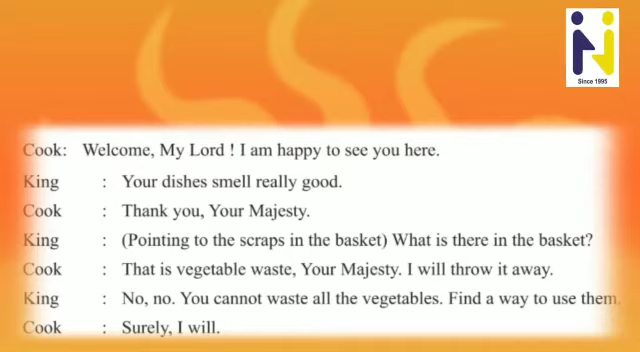 Since 1995
Cook: Welcome, My Lord ! I am happy to see you here.
King : Your dishes smell really good.
Cook : Thank you, Your Majesty.
King : (Pointing to the scraps in the basket) What is there in the basket?
Cook : That is vegetable waste, Your Majesty. I will throw it away.
King : No, no. You cannot waste all the vegetables. Find a way to use them.
Cook : Surely, I will.